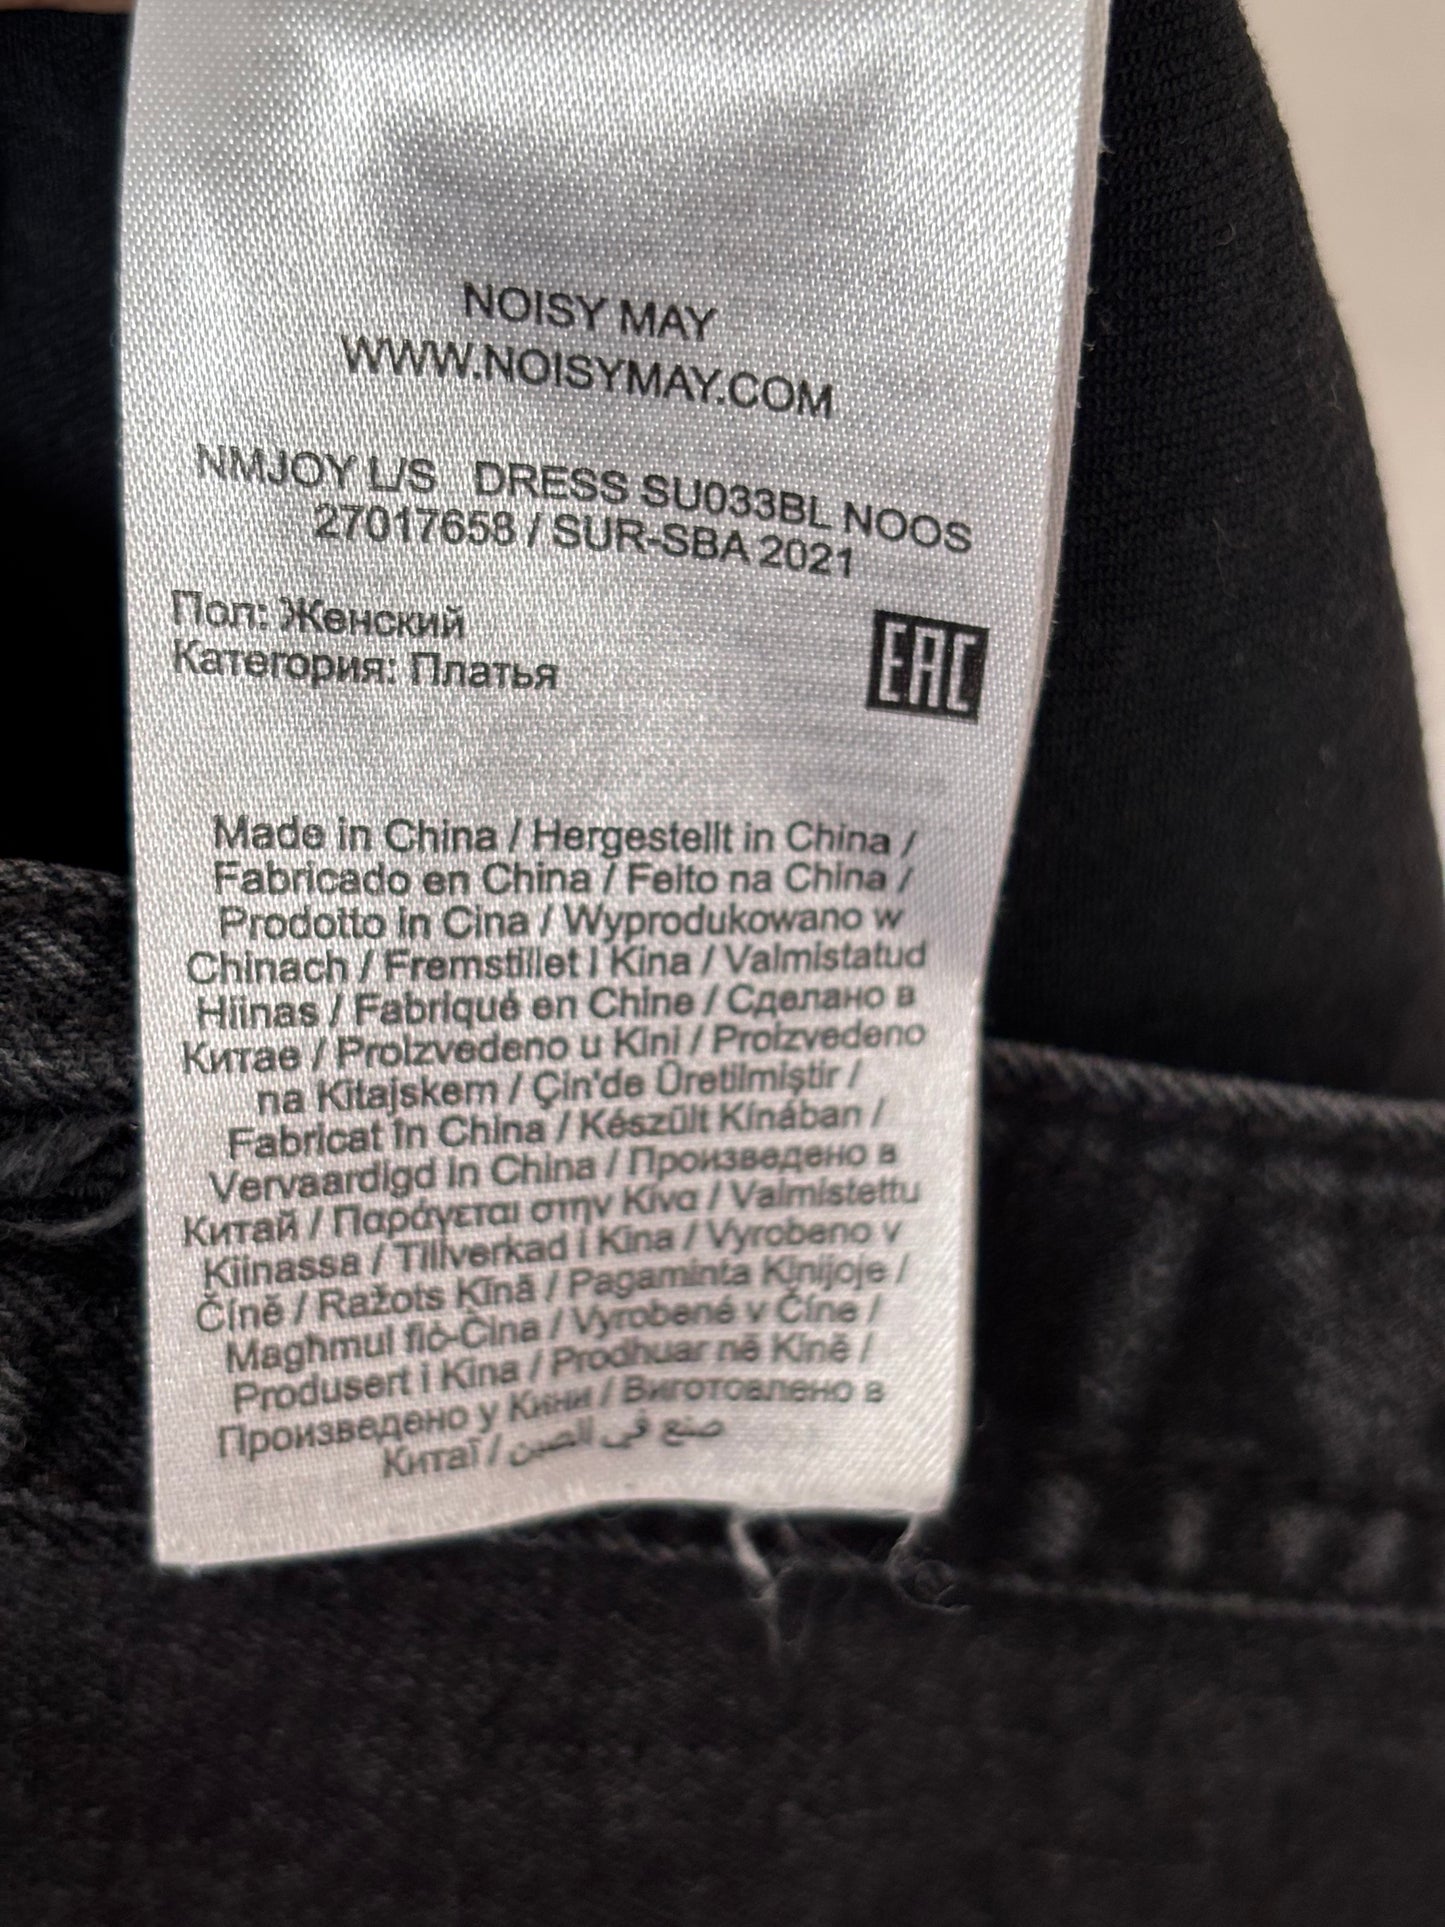 NOISY MAY
WWW.NOISYMAY.COM
NMJOY L/S DRESS SU033BL NOOS
27017658 / SUR-SBA 2021
Пол: Женский
Категория: Платья
EAC
Made in China / Hergestellt in China /
Fabricado en China / Feito na China /
Prodotto in Cina / Wyprodukowano w
Chinach / Fremstillet i Kina / Valmistatud
Hiinas / Fabriqué en Chine / Сделано в
Китае / Proizvedeno u Kini / Proizvedeno
na Kitajskem / Çin'de Üretilmiştir /
Fabricat în China / Készült Kínában /
Vervaardigd in China / Произведено в
Китай / Παράγεται στην Κίνα / Valmistettu
Kiinassa / Tillverkad i Kina / Vyrobeno v
Číně / Ražots Ķīnā / Pagaminta Kinijoje /
Maghmul fiċ-Ċina / Vyrobené v Číne /
Produsert i Kina / Prodhuar në Kinë /
Произведено у Кини / Виготовлено в
Китаї / صنع في الصين